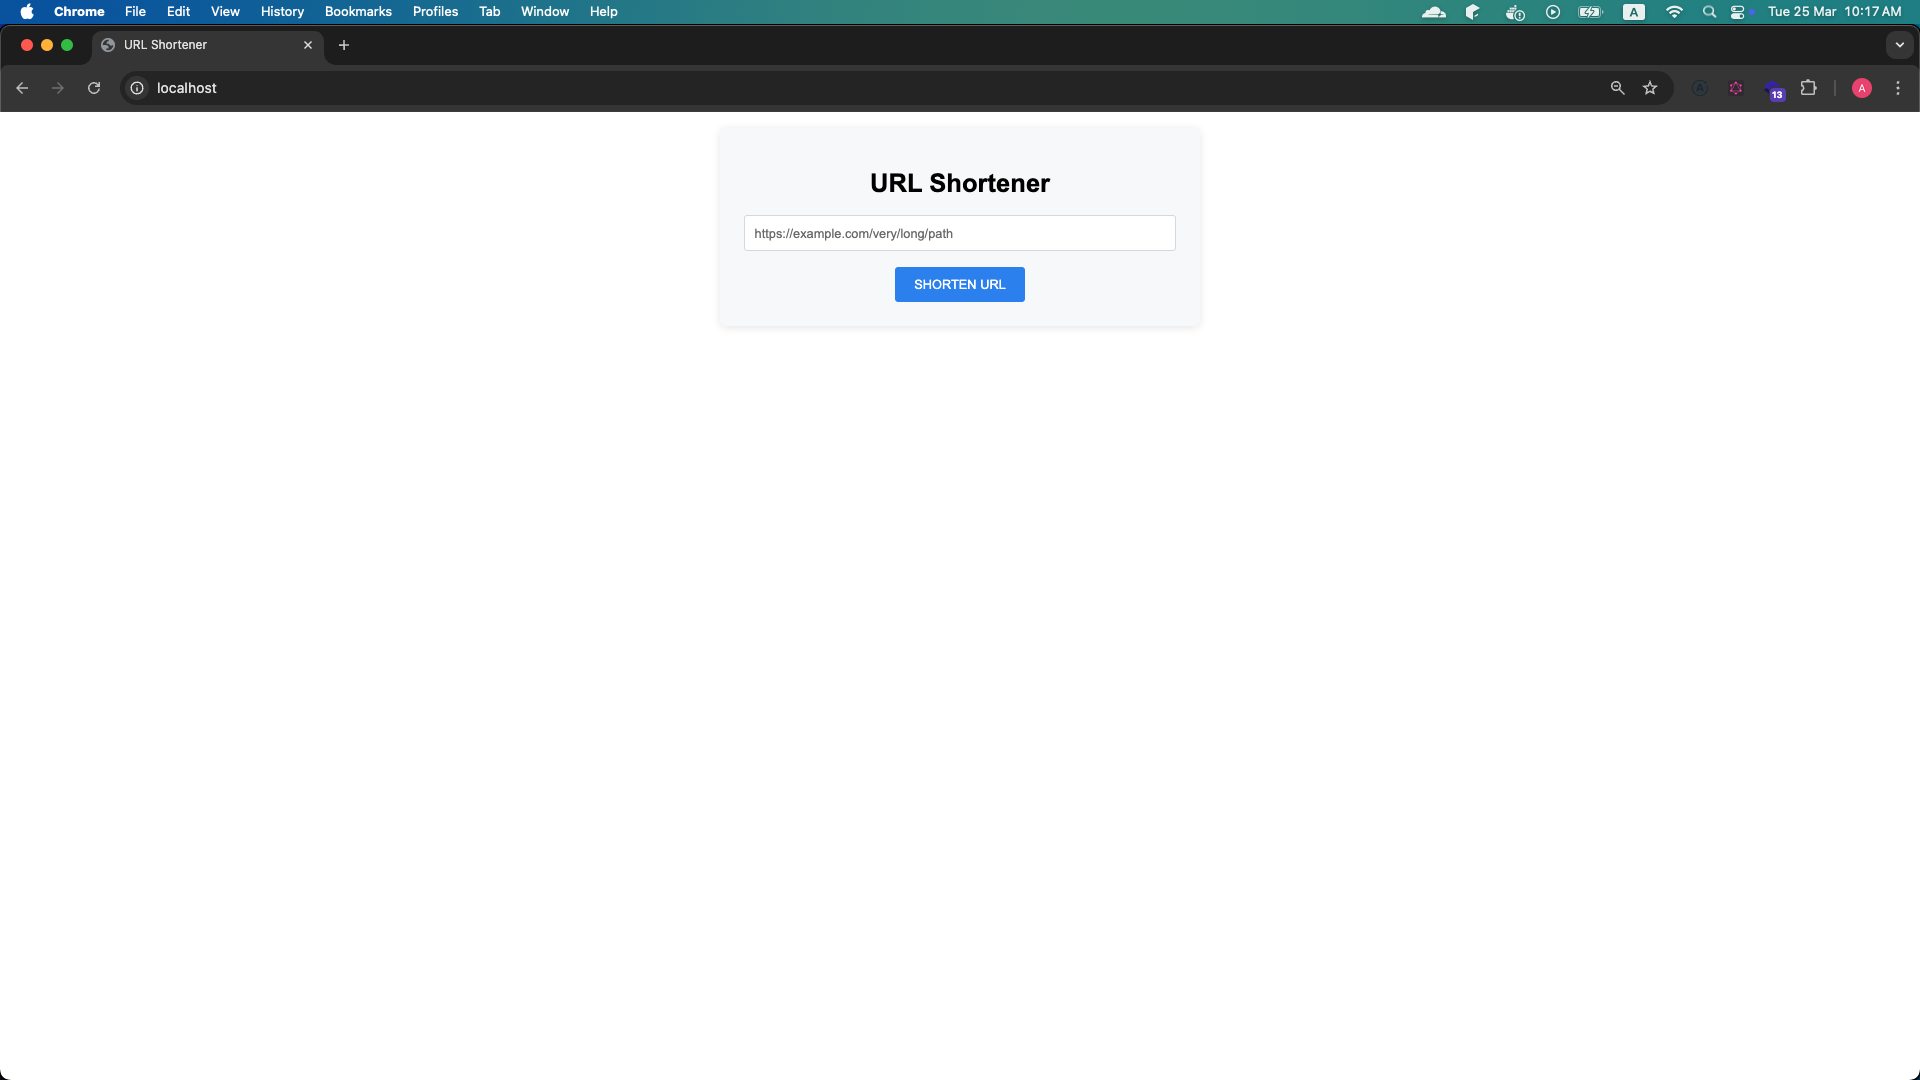 Chrome File Edit View History Bookmarks Profiles Tab Window Help A Tue 25 Mar 10:17 AM
URL Shortener
localhost 13 A
URL Shortener
https://example.com/very/long/path
SHORTEN URL